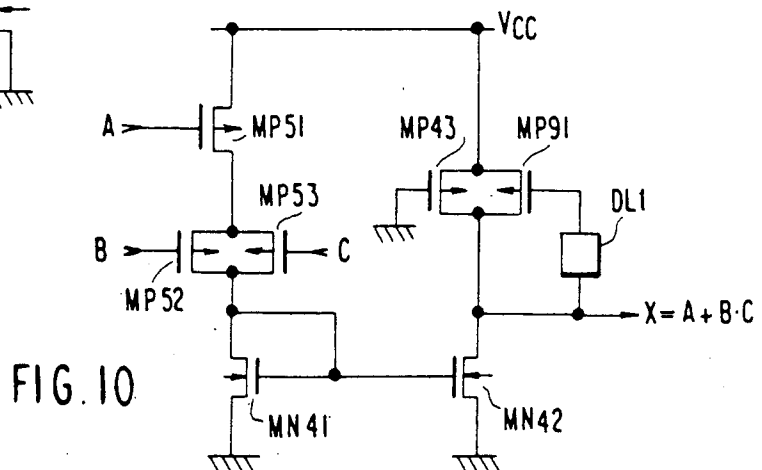 VCC
A
MP51
MP43
MP91
MP53
DL1
B
C
MP52
X=A+B·C
FIG.10
MN41
MN42